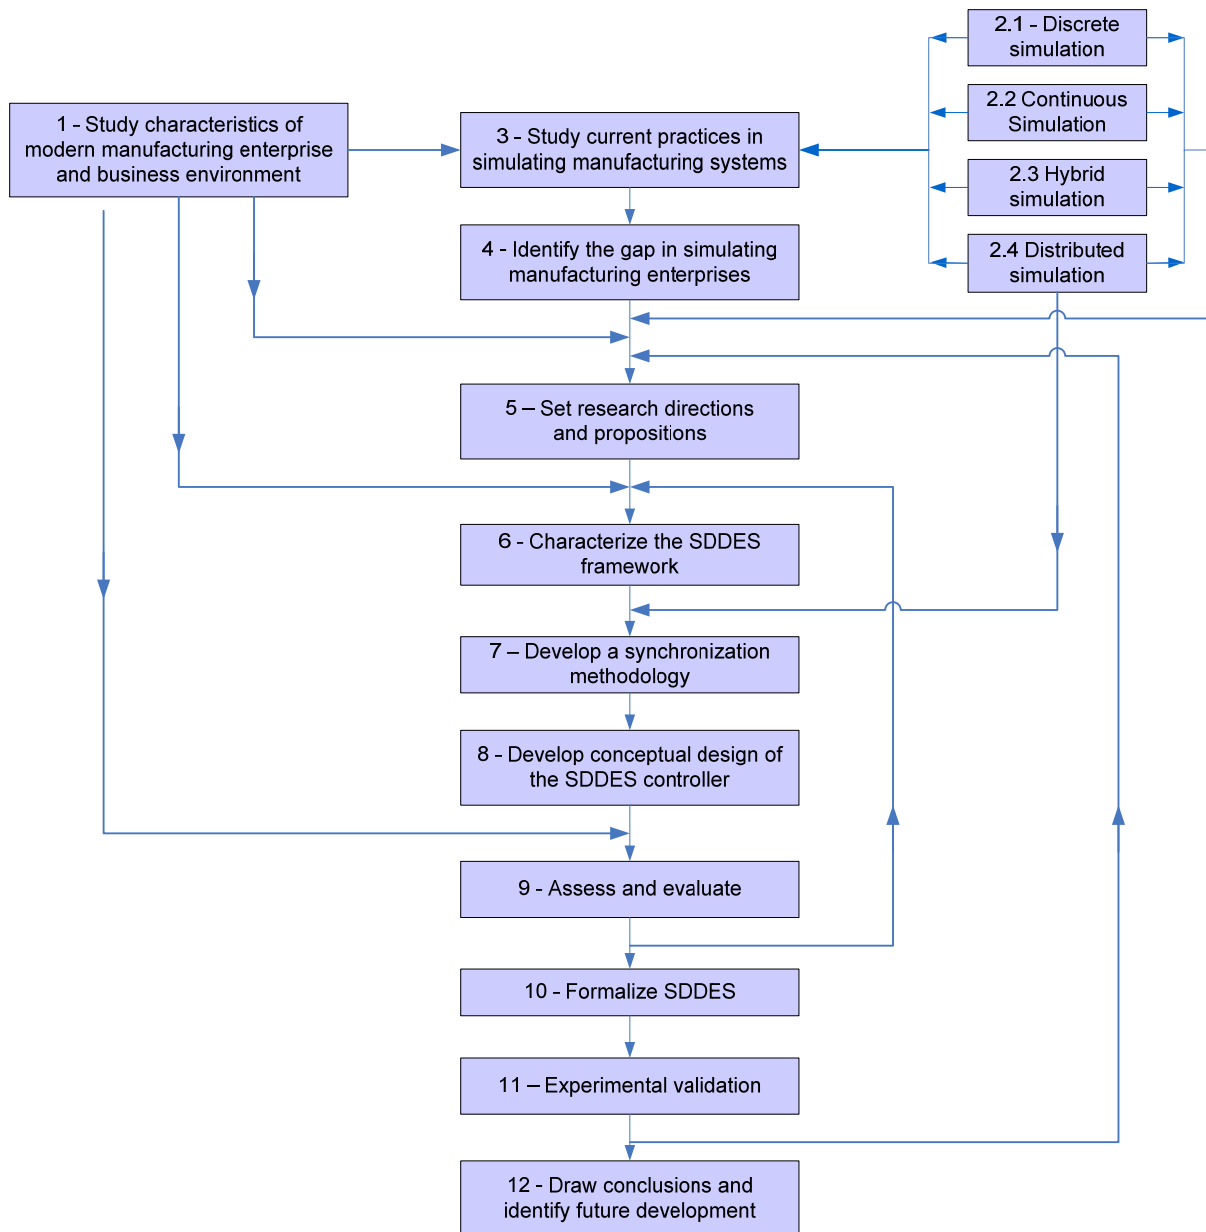 1 - Study characteristics of
modern manufacturing enterprise
and business environment
3 - Study current practices in
simulating manufacturing systems
2.1 - Discrete
simulation
2.2 Continuous
Simulation
2.3 Hybrid
simulation
2.4 Distributed
simulation
4 - Identify the gap in simulating
manufacturing enterprises
5 – Set research directions
and propositions
6 - Characterize the SDDES
framework
7 – Develop a synchronization
methodology
8 - Develop conceptual design of
the SDDES controller
9 - Assess and evaluate
10 - Formalize SDDES
11 – Experimental validation
12 - Draw conclusions and
identify future development